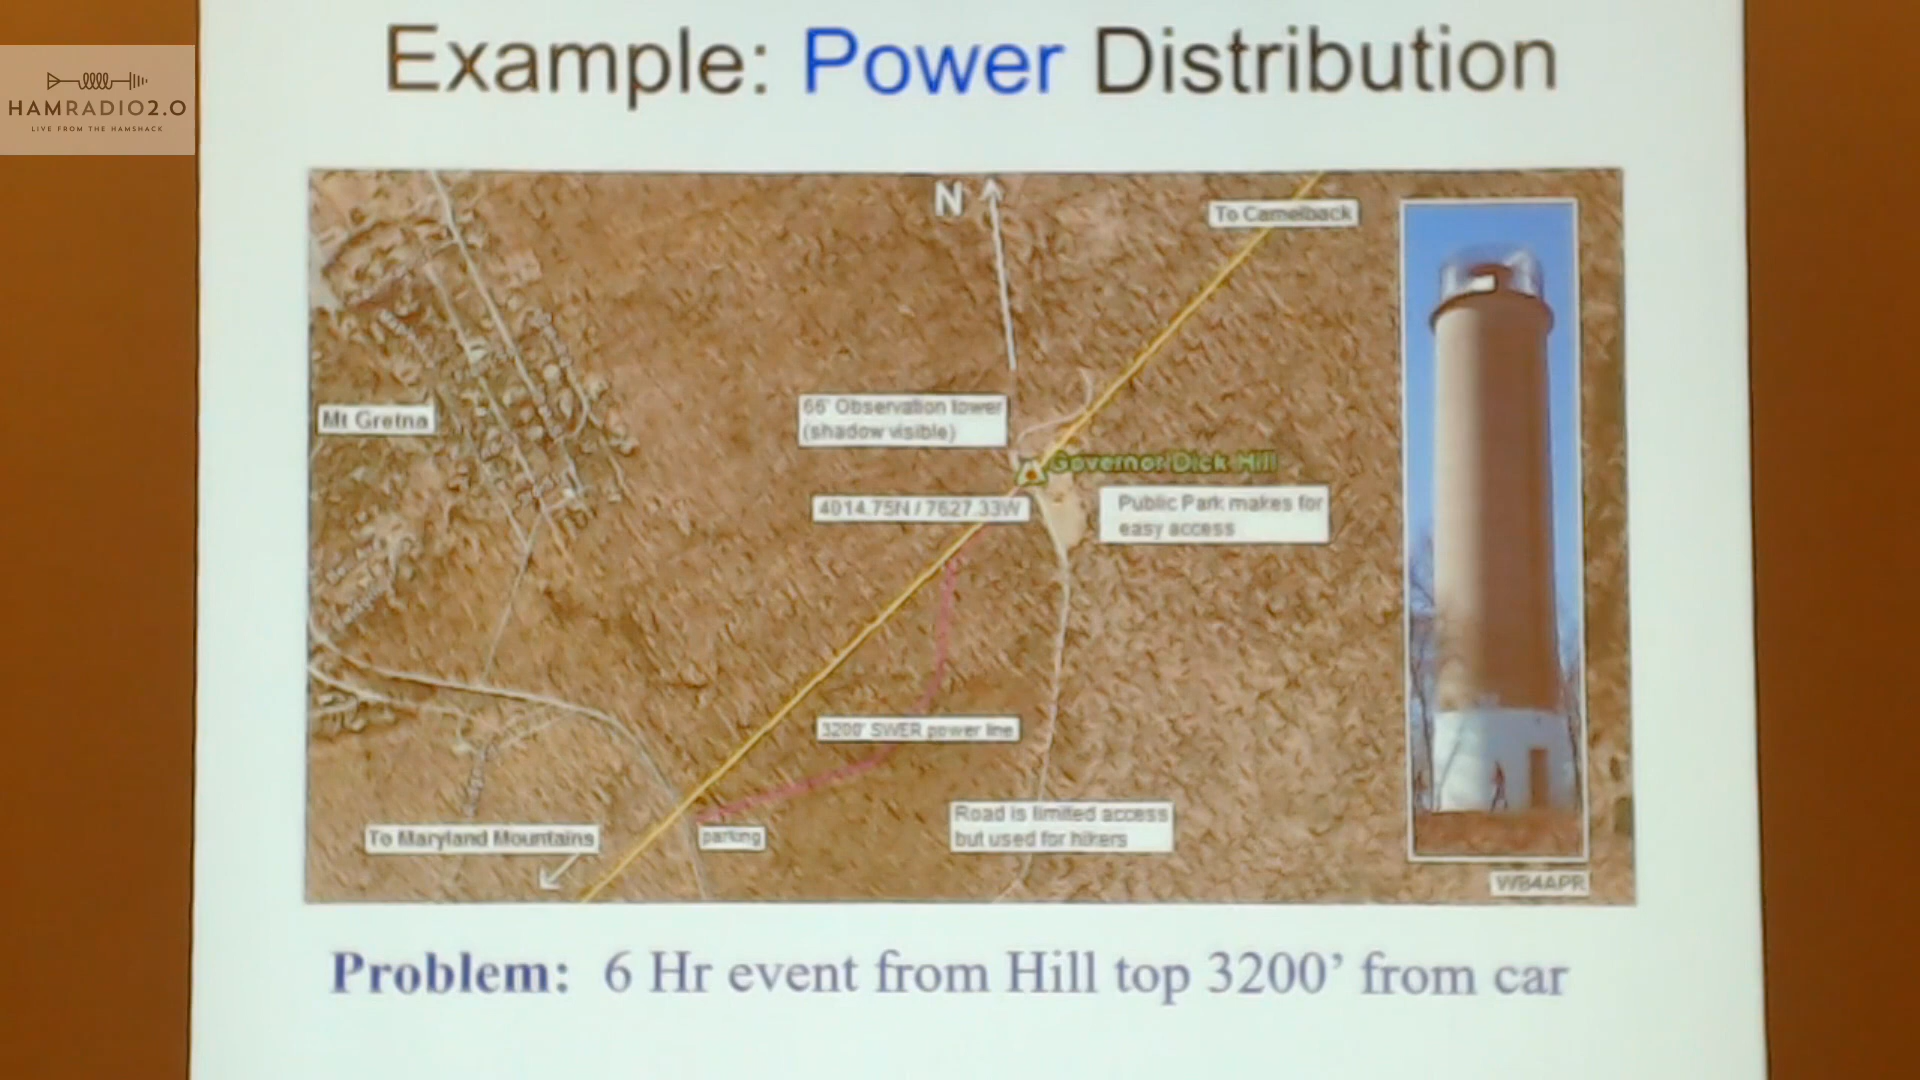 Example: Power Distribution
HAMRADIO2.0
LIVE FROM THE HAMSHACK
N
To Camelback
Mt Gretna
66' Observation tower
(shadow visible)
Governor Dick Hill
4014.75N / 7627.33W
Public Park makes for
easy access
3200' SWER power line
To Maryland Mountains
parking
Road is limited access
but used for hikers
WB4APR
Problem: 6 Hr event from Hill top 3200' from car